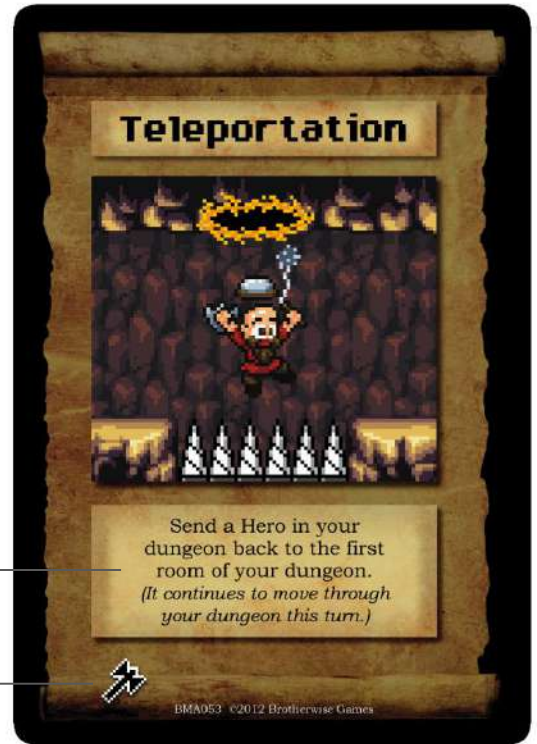 Teleportation
Send a Hero in your
dungeon back to the first
room of your dungeon.
(It continues to move through
your dungeon this turn.)
BMA053 ©2012 Brotherwise Games